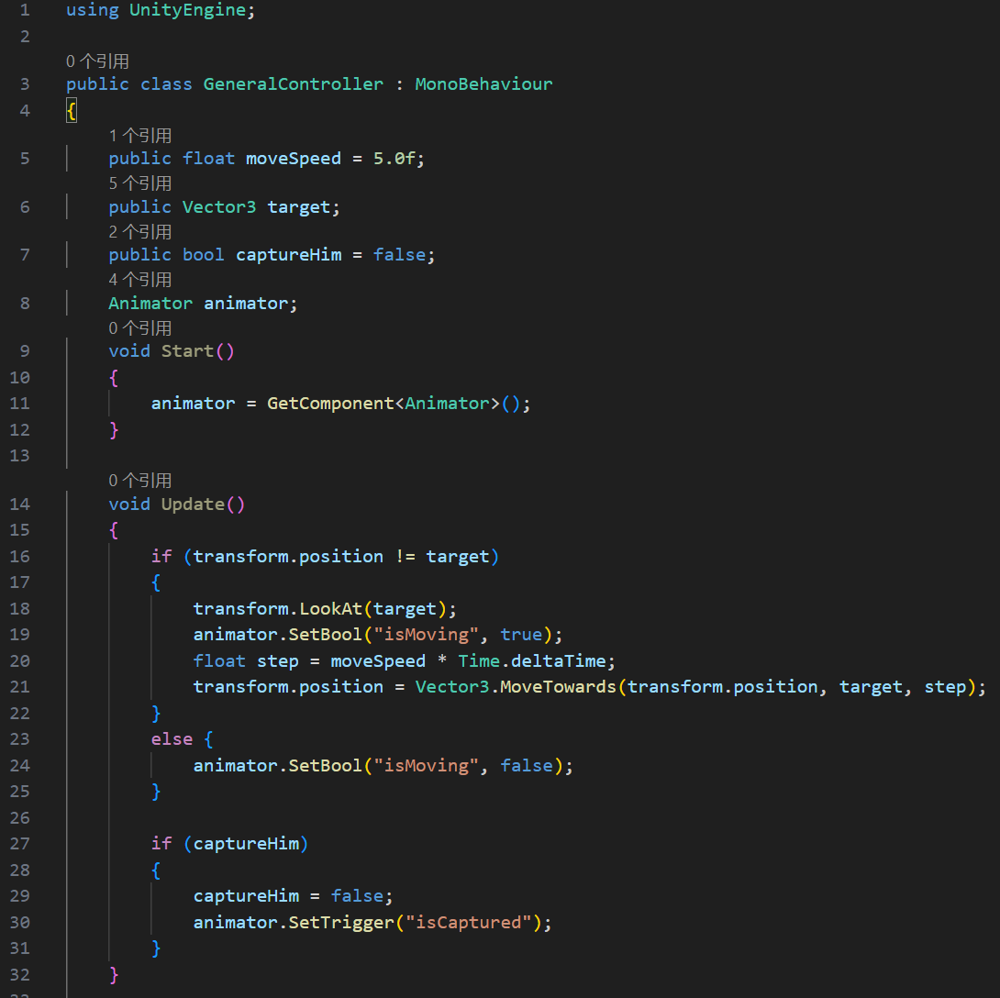 1 using UnityEngine;
2
0 个引用
3 public class GeneralController : MonoBehaviour
4 {
1 个引用
5 public float moveSpeed = 5.0f;
5 个引用
6 public Vector3 target;
2 个引用
7 public bool captureHim = false;
4 个引用
8 Animator animator;
0 个引用
9 void Start()
10 {
11 animator = GetComponent<Animator>();
12 }
13
0 个引用
14 void Update()
15 {
16 if (transform.position != target)
17 {
18 transform.LookAt(target);
19 animator.SetBool("isMoving", true);
20 float step = moveSpeed * Time.deltaTime;
21 transform.position = Vector3.MoveTowards(transform.position, target, step);
22 }
23 else {
24 animator.SetBool("isMoving", false);
25 }
26
27 if (captureHim)
28 {
29 captureHim = false;
30 animator.SetTrigger("isCaptured");
31 }
32 }